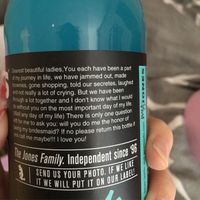 Dearest beautiful ladies,You each have been a part
of my journey in life, we have jammed out, made
brownies, gone shopping, told our secretes, laughed
and not really a lot of crying. But we have been
through a lot together and I don't know what I would
do without you on the most important day of my life.
(Well any day of my life) There is only one question
left for me to ask you: will you do me the honor of
being my bridesmaid? If no please return this bottle if
yes call me maybe!!! I love you!
The Jones Family. Independent since '96
SEND US YOUR PHOTO. IF WE LIKE
IT WE WILL PUT IT ON OUR LABEL.
JONES